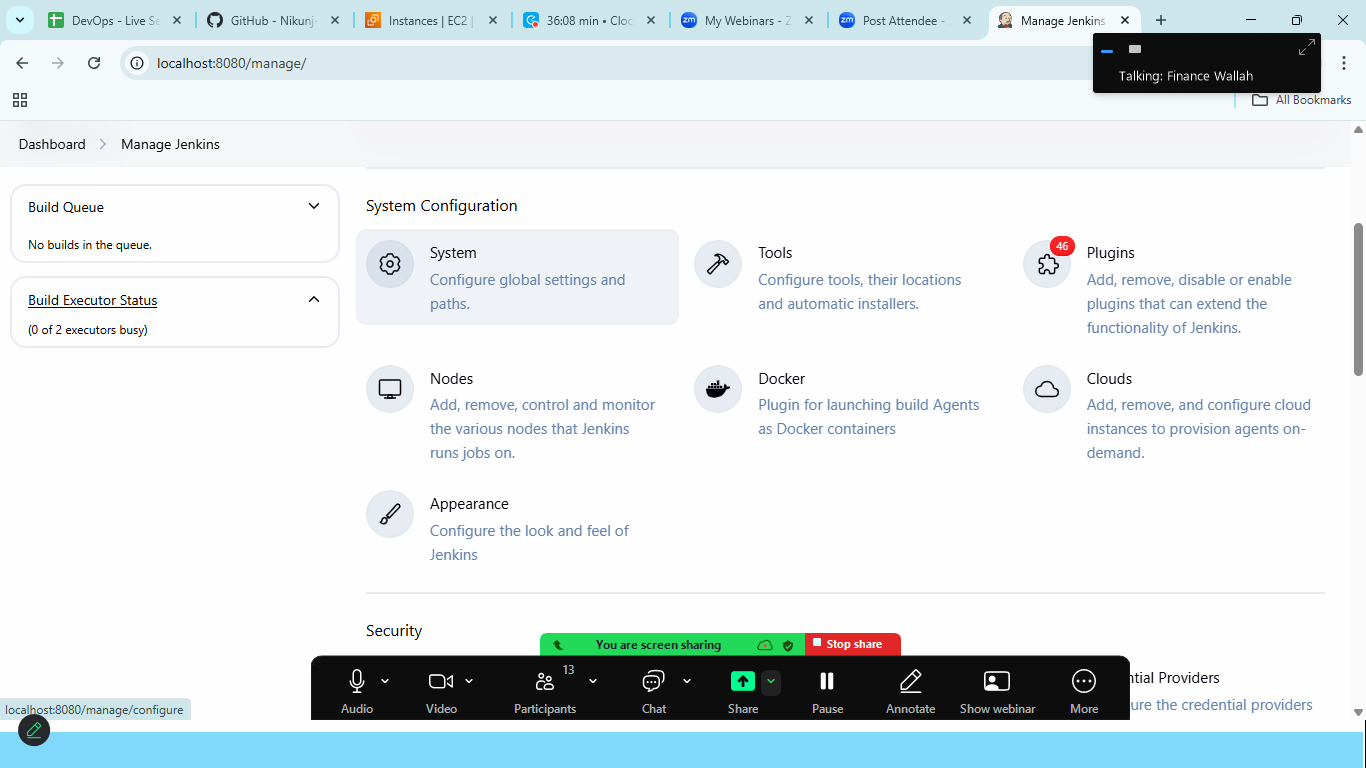 DevOps - Live Se
GitHub - Nikunj-
Instances | EC2 |
36:08 min • Cloc
My Webinars - Z
Post Attendee -
Manage Jenkins
localhost:8080/manage/
Talking: Finance Wallah
All Bookmarks
Dashboard
Manage Jenkins
Build Queue
No builds in the queue.
Build Executor Status
(0 of 2 executors busy)
System Configuration
System
Configure global settings and
paths.
Tools
Configure tools, their locations
and automatic installers.
46
Plugins
Add, remove, disable or enable
plugins that can extend the
functionality of Jenkins.
Nodes
Add, remove, control and monitor
the various nodes that Jenkins
runs jobs on.
Docker
Plugin for launching build Agents
as Docker containers
Clouds
Add, remove, and configure cloud
instances to provision agents on-
demand.
Appearance
Configure the look and feel of
Jenkins
Security
You are screen sharing
Stop share
ntial Providers
ure the credential providers
Audio
Video
13
Participants
Chat
Share
Pause
Annotate
Show webinar
More
localhost:8080/manage/configure